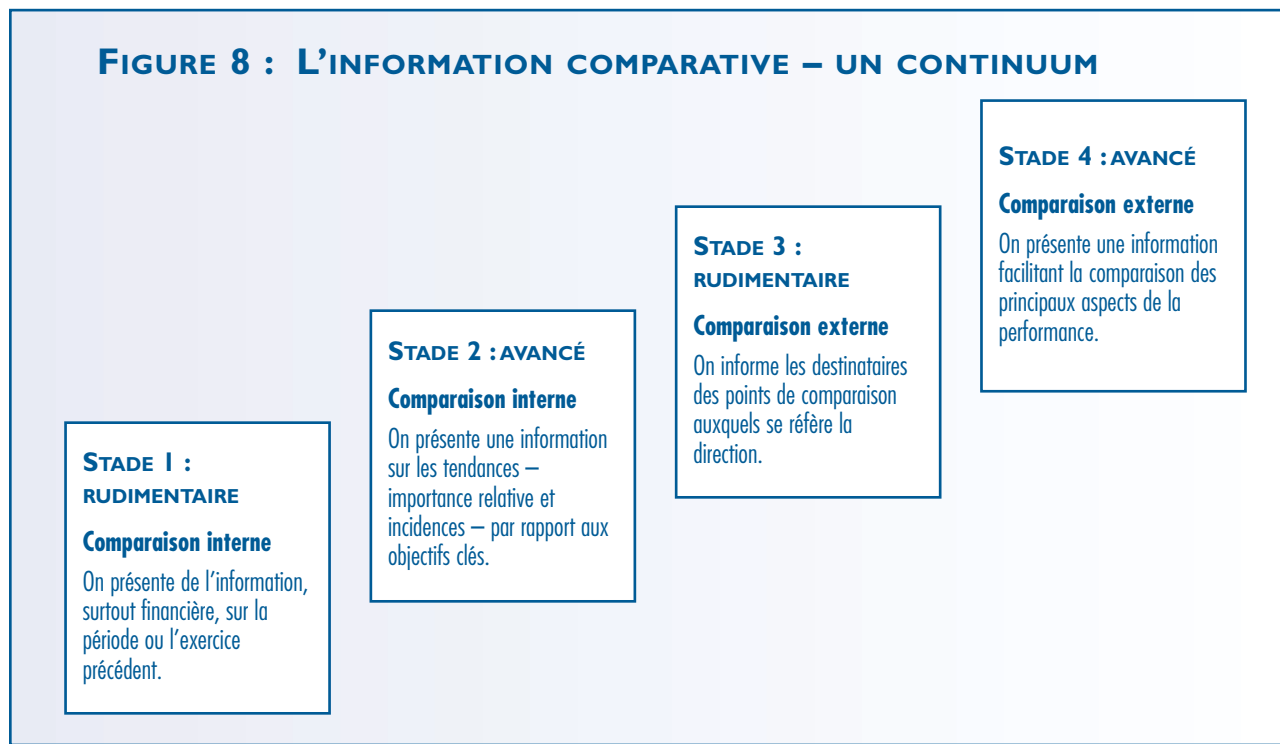 FIGURE 8 : L'INFORMATION COMPARATIVE – UN CONTINUUM
STADE 1 :
RUDIMENTAIRE
Comparaison interne
On présente de l'information,
surtout financière, sur la
période ou l'exercice
précédent.
STADE 2 : AVANCÉ
Comparaison interne
On présente une information
sur les tendances –
importance relative et
incidences – par rapport aux
objectifs clés.
STADE 3 :
RUDIMENTAIRE
Comparaison externe
On informe les destinataires
des points de comparaison
auxquels se réfère la
direction.
STADE 4 : AVANCÉ
Comparaison externe
On présente une information
facilitant la comparaison des
principaux aspects de la
performance.